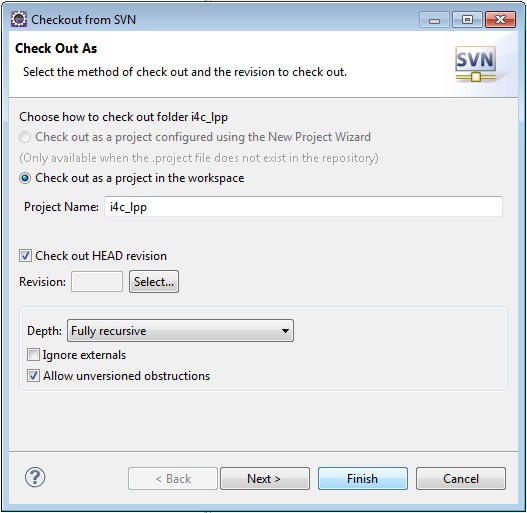 Checkout from SVN
Check Out As
Select the method of check out and the revision to check out.
SVN
Choose how to check out folder i4c_lpp
Check out as a project configured using the New Project Wizard
(Only available when the .project file does not exist in the repository)
Check out as a project in the workspace
Project Name: i4c_lpp
Check out HEAD revision
Revision: Select...
Depth: Fully recursive
Ignore externals
Allow unversioned obstructions
? < Back Next > Finish Cancel